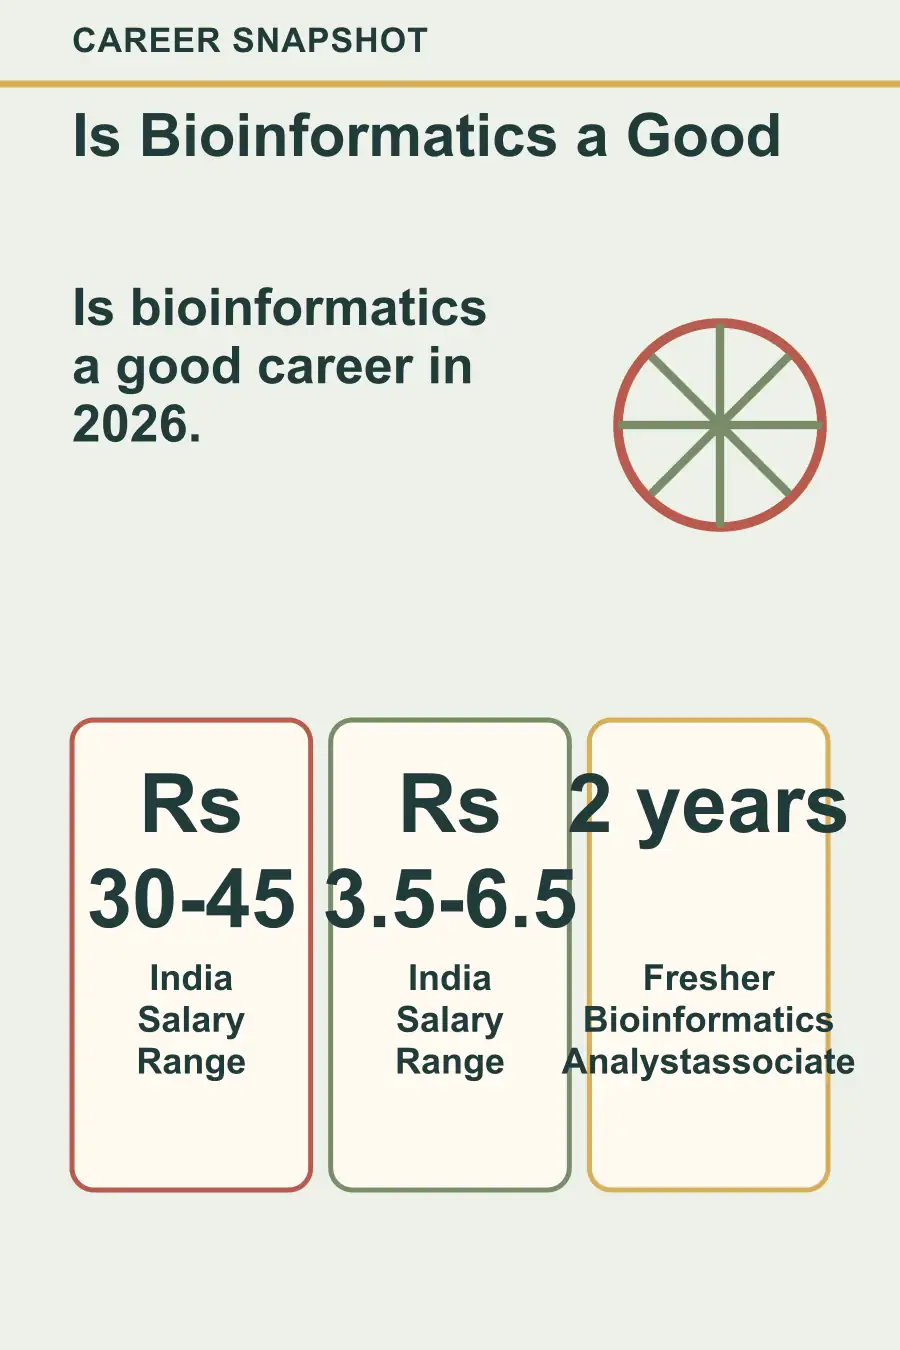 CAREER SNAPSHOT
Is Bioinformatics a Good
Is bioinformatics
a good career in
2026.
Rs
30-45
India
Salary
Range
Rs
3.5-6.5
India
Salary
Range
2 years
Fresher
Bioinformatics
Analystassociate